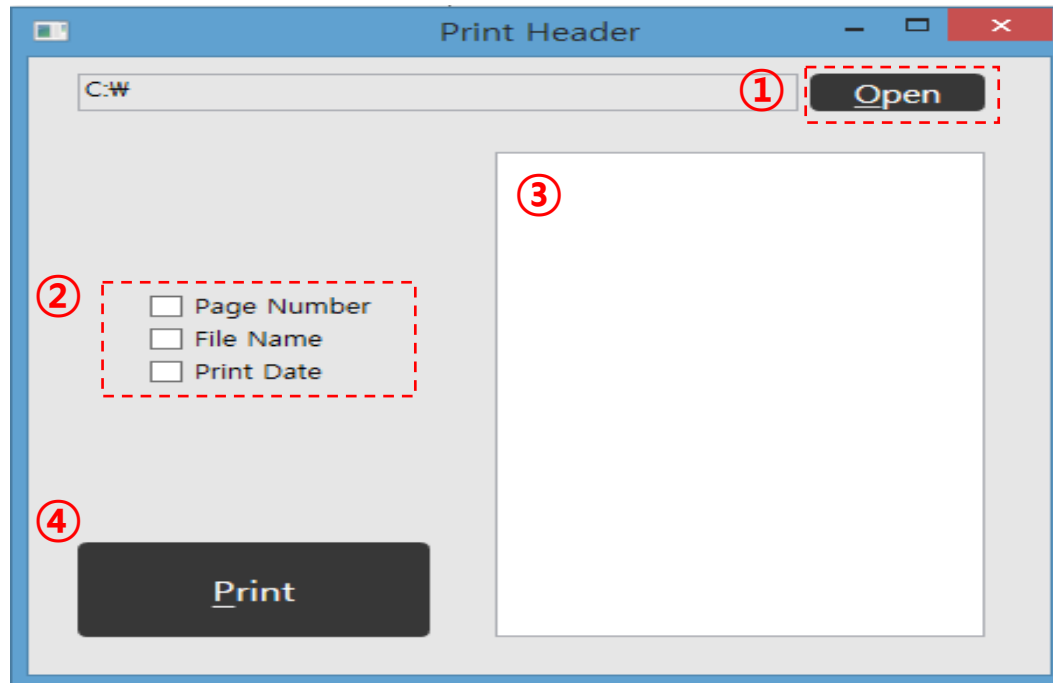 Print Header
C:₩
① Open
③
② Page Number
File Name
Print Date
④
Print